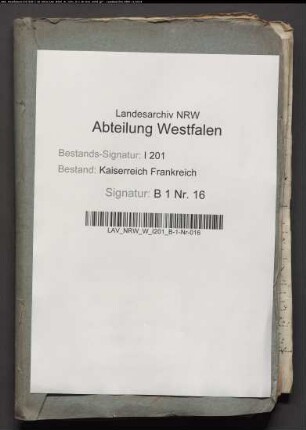 Landesarchiv NRW
Abteilung Westfalen
Bestands-Signatur: I 201
Bestand: Kaiserreich Frankreich
Signatur: B 1 Nr. 16
LAV_NRW_W_I201_B-1-Nr-016